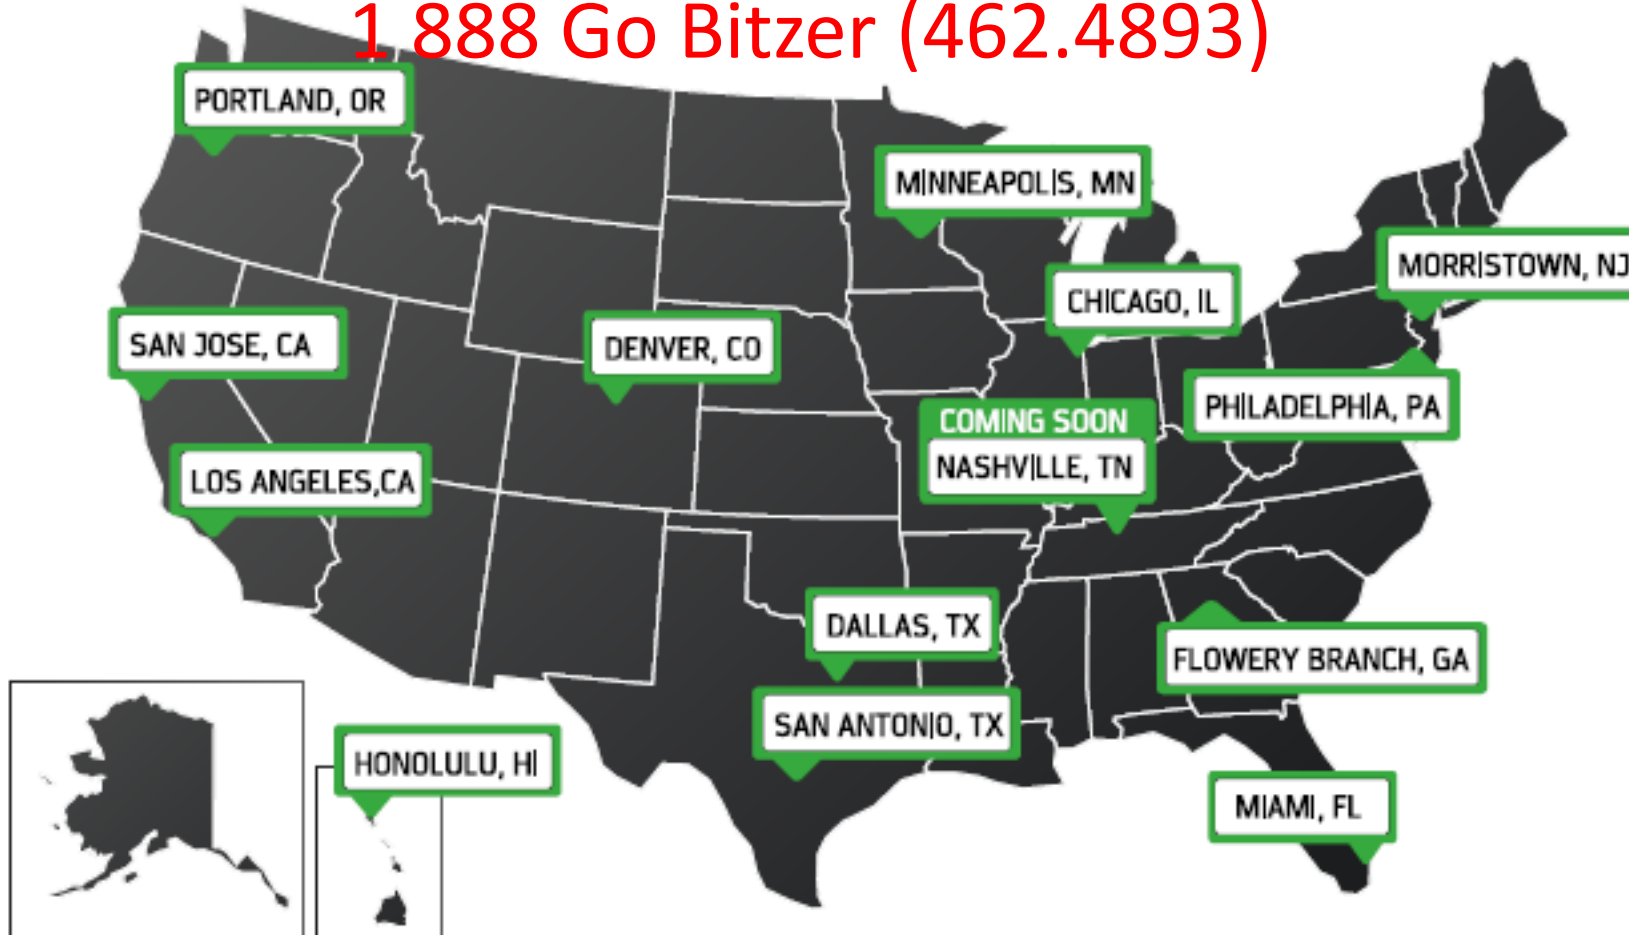 1 888 Go Bitzer (462.4893)
PORTLAND, OR
MINNEAPOLIS, MN
MORRISTOWN, NJ
CHICAGO, IL
SAN JOSE, CA
DENVER, CO
PHILADELPHIA, PA
COMING SOON
NASHVILLE, TN
LOS ANGELES,CA
DALLAS, TX
FLOWERY BRANCH, GA
SAN ANTONIO, TX
HONOLULU, HI
MIAMI, FL